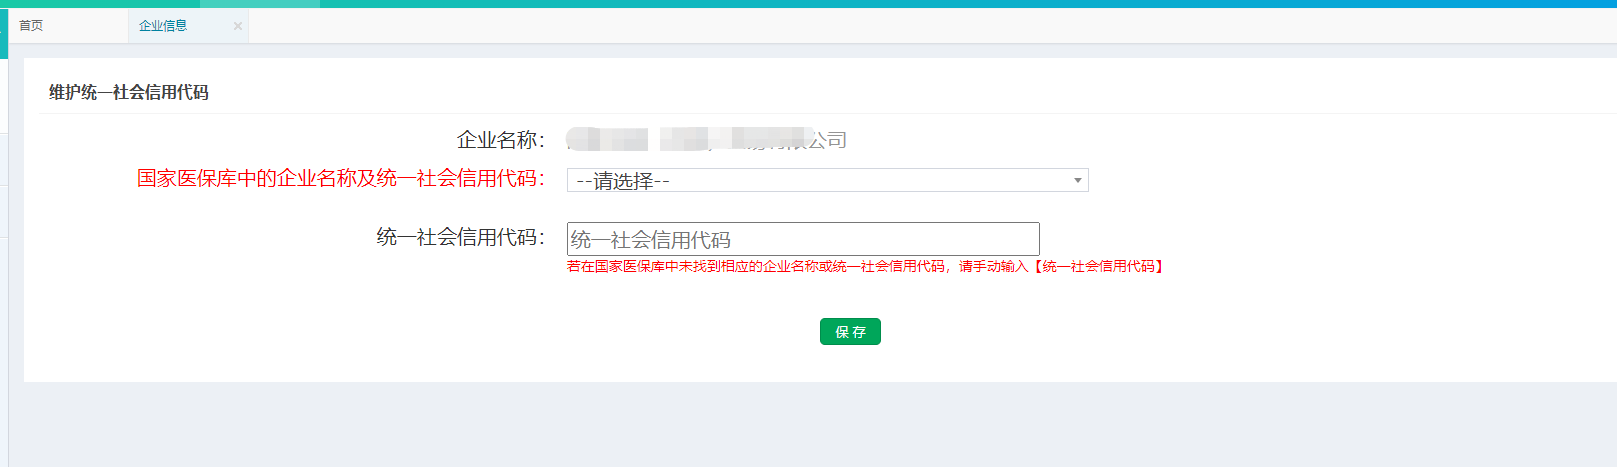 首页
企业信息
维护统一社会信用代码
企业名称：
公司
国家医保库中的企业名称及统一社会信用代码：
--请选择--
统一社会信用代码：
统一社会信用代码
若在国家医保库中未找到相应的企业名称或统一社会信用代码，请手动输入【统一社会信用代码】
保 存